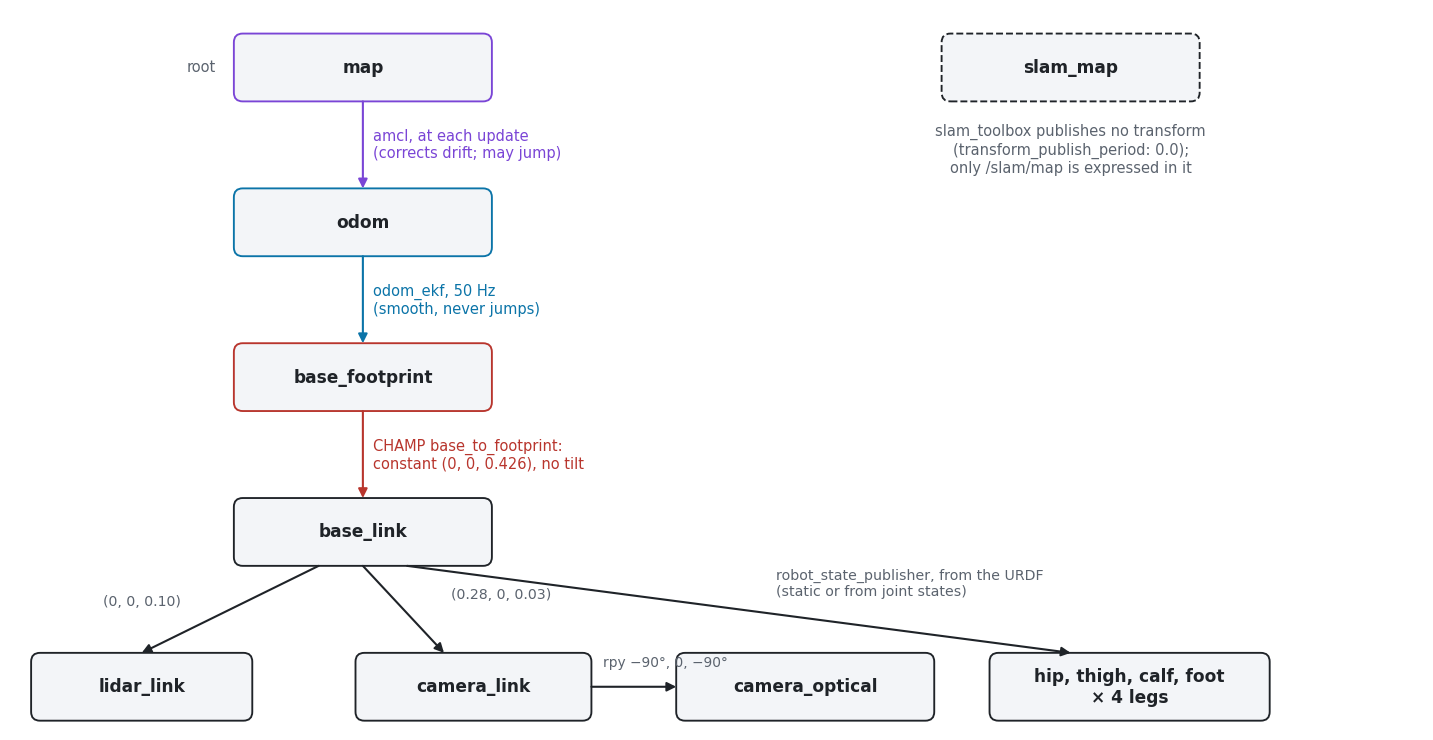 root
map
slam_map
amcl, at each update
(corrects drift; may jump)
slam_toolbox publishes no transform
(transform_publish_period: 0.0);
only /slam/map is expressed in it
odom
odom_ekf, 50 Hz
(smooth, never jumps)
base_footprint
CHAMP base_to_footprint:
constant (0, 0, 0.426), no tilt
base_link
(0, 0, 0.10)
(0.28, 0, 0.03)
robot_state_publisher, from the URDF
(static or from joint states)
lidar_link
camera_link
rpy −90°, 0, −90°
camera_optical
hip, thigh, calf, foot
× 4 legs